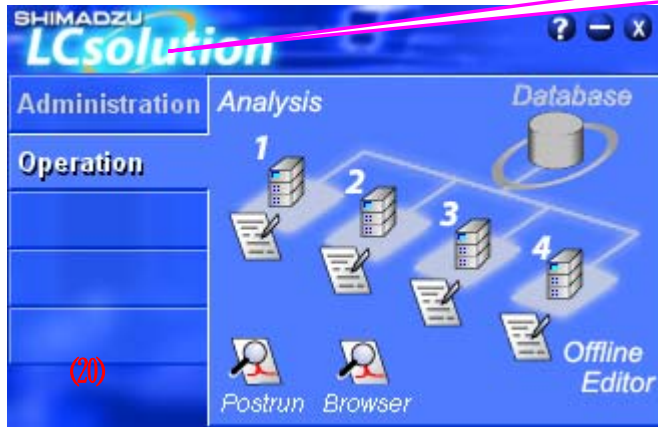 SHIMADZU
LCsolution
? - x
Administration
Operation
(20)
Analysis
Database
1
2
3
4
Offline
Editor
Postrun
Browser